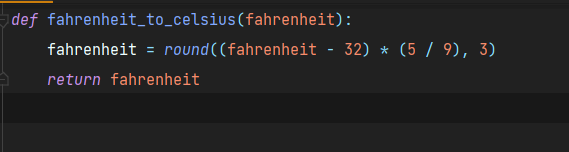 def fahrenheit_to_celsius(fahrenheit):
    fahrenheit = round((fahrenheit - 32) * (5 / 9), 3)
    return fahrenheit